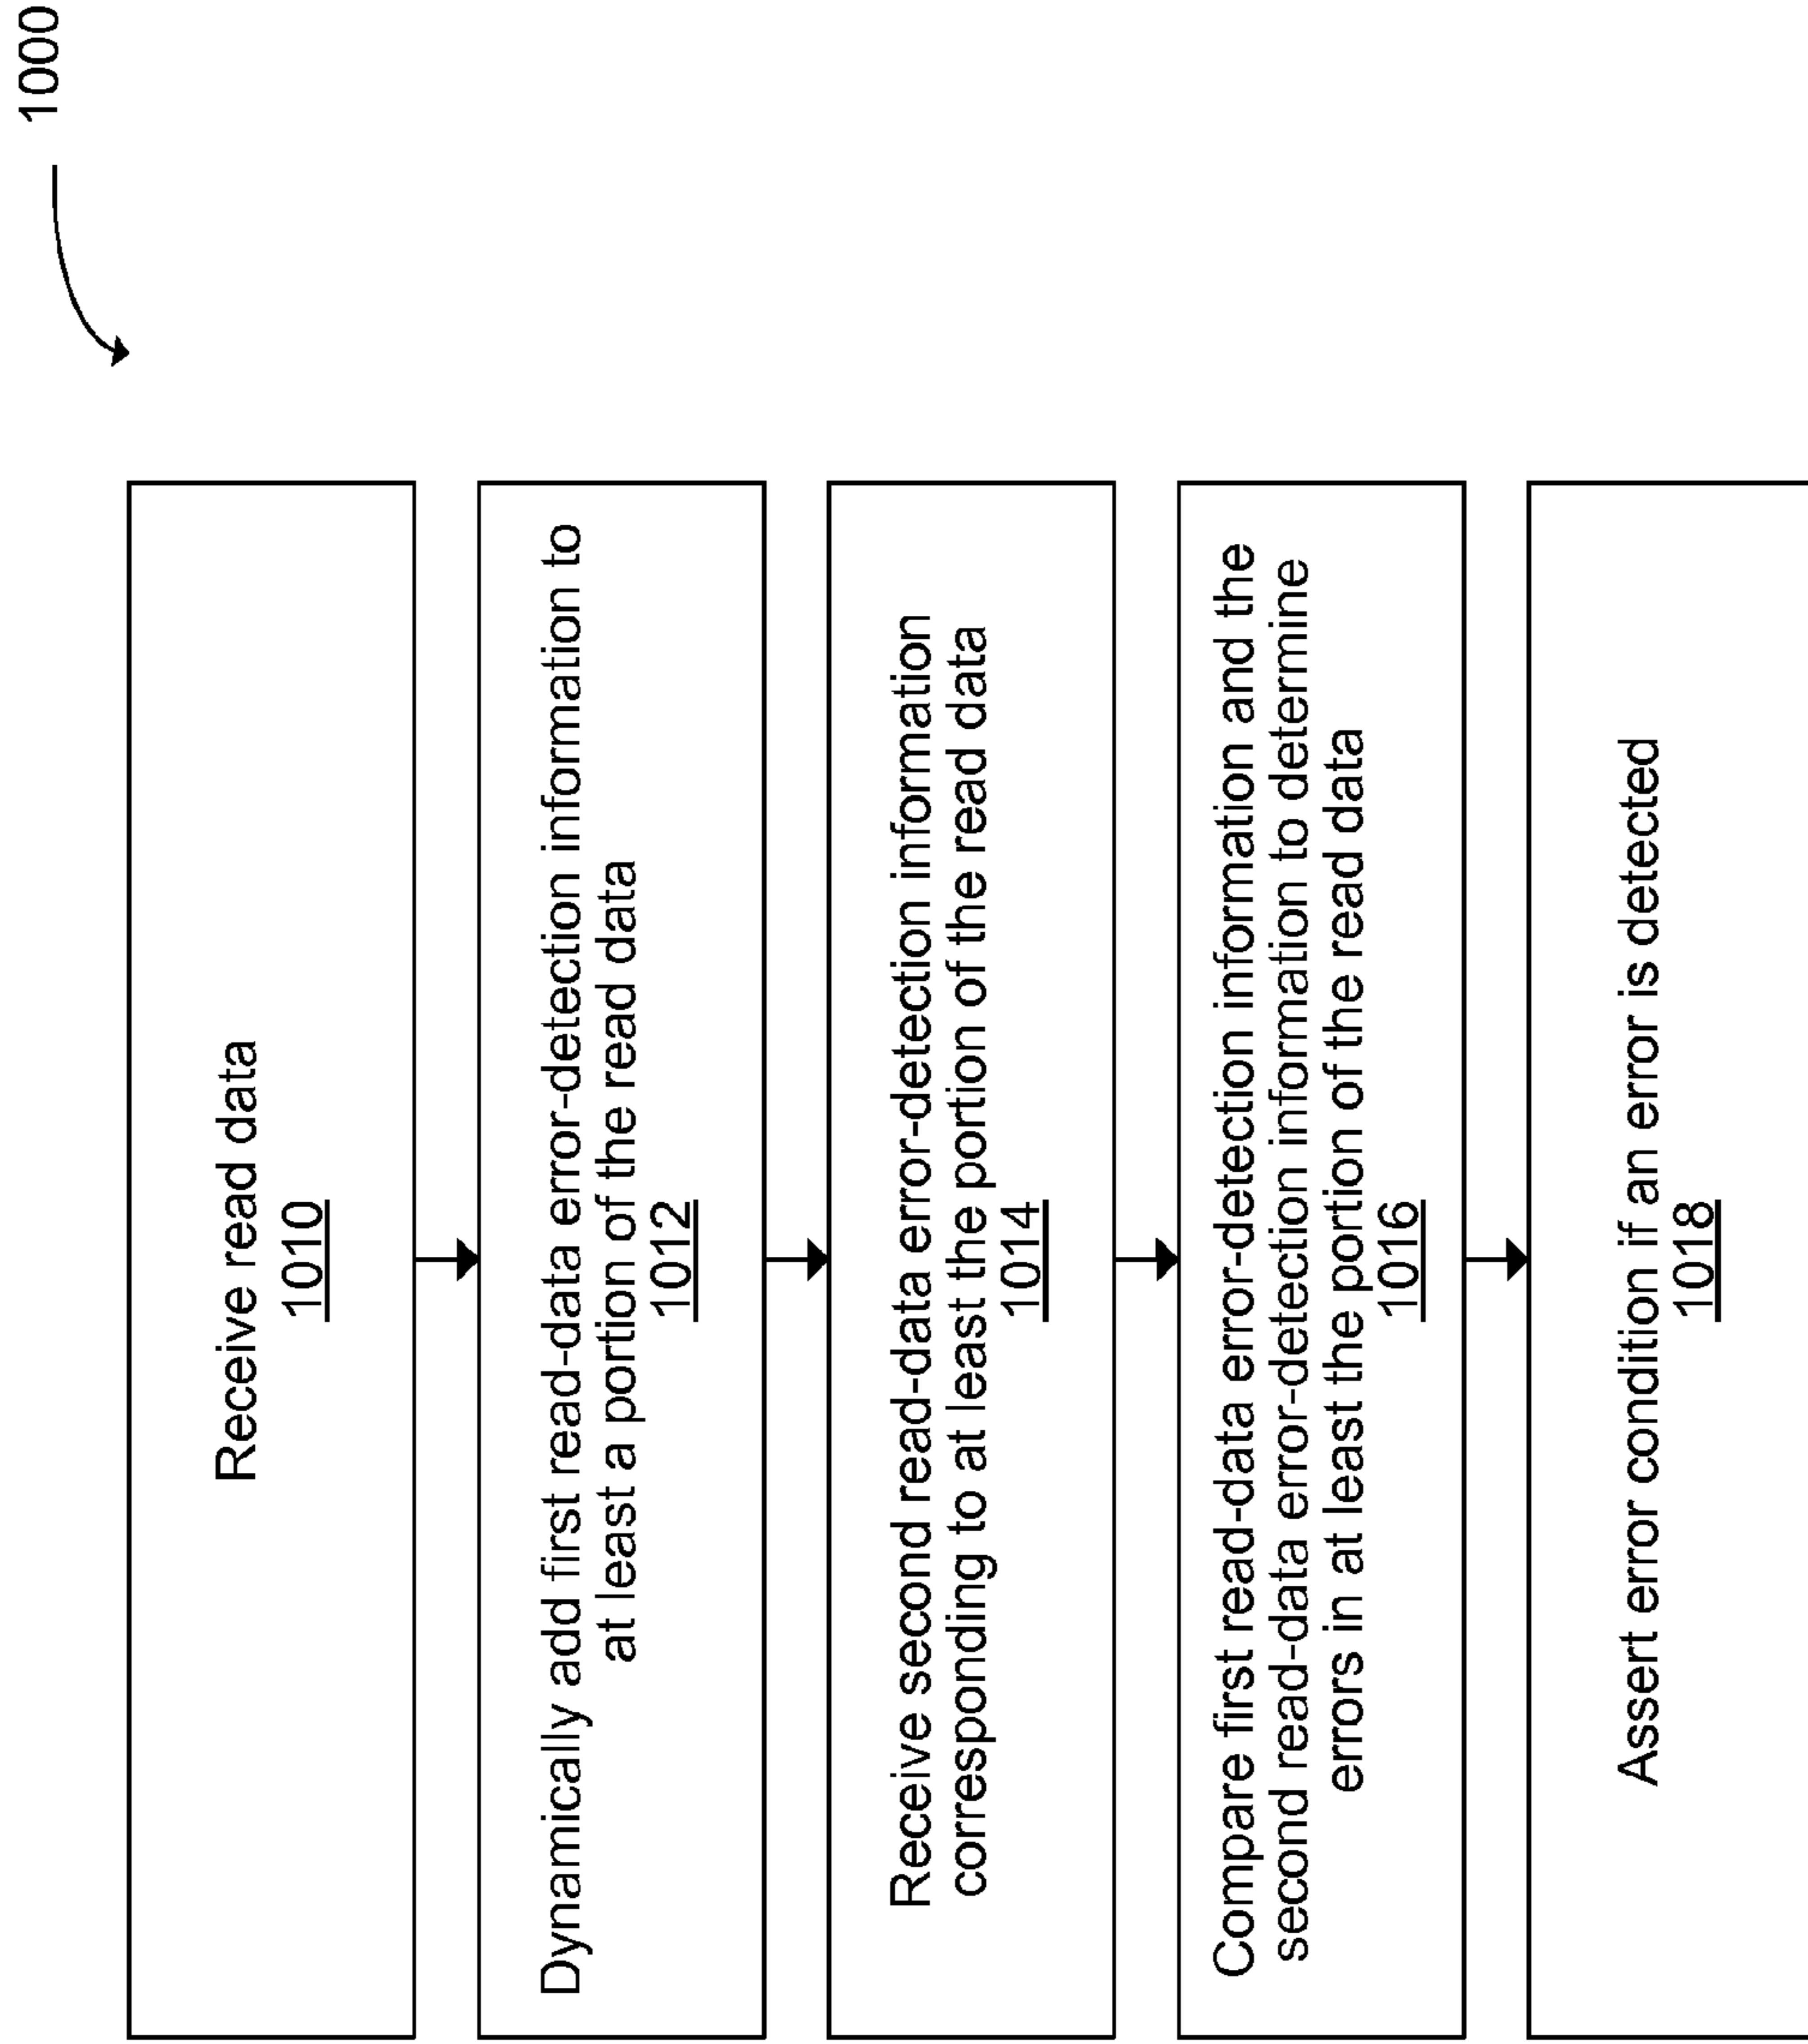 1000
Receive read data
1010
Dynamically add first read-data error-detection information to
at least a portion of the read data
1012
Receive second read-data error-detection information
corresponding to at least the portion of the read data
1014
Compare first read-data error-detection information and the
second read-data error-detection information to determine
errors in at least the portion of the read data
1016
Assert error condition if an error is detected
1018